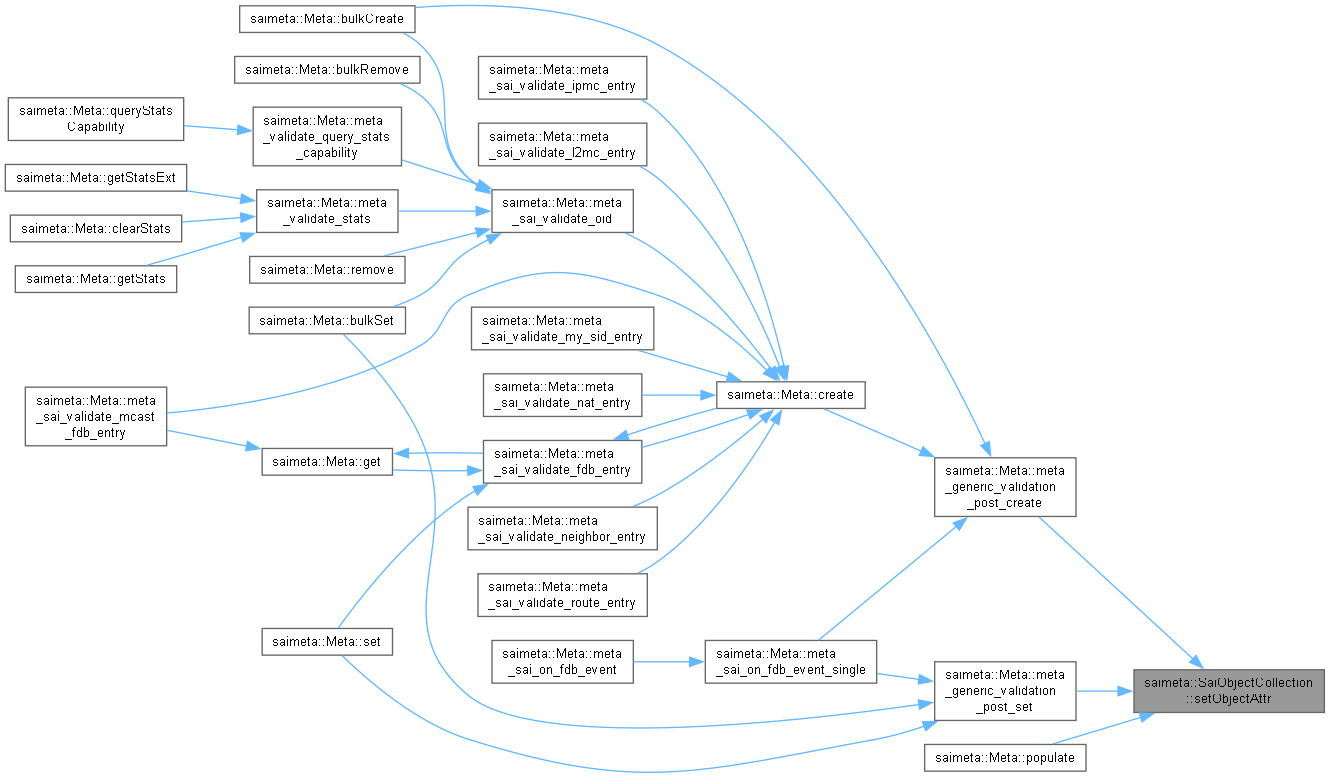 saimeta::Meta::bulkCreate
saimeta::Meta::bulkRemove
saimeta::Meta::queryStats
Capability
saimeta::Meta::meta
_validate_query_stats
_capability
saimeta::Meta::getStatsExt
saimeta::Meta::clearStats
saimeta::Meta::getStats
saimeta::Meta::meta
_validate_stats
saimeta::Meta::remove
saimeta::Meta::bulkSet
saimeta::Meta::meta
_sai_validate_mcast
_fdb_entry
saimeta::Meta::get
saimeta::Meta::set
saimeta::Meta::meta
_sai_validate_ipmc_entry
saimeta::Meta::meta
_sai_validate_l2mc_entry
saimeta::Meta::meta
_sai_validate_oid
saimeta::Meta::meta
_sai_validate_my_sid_entry
saimeta::Meta::meta
_sai_validate_nat_entry
saimeta::Meta::meta
_sai_validate_fdb_entry
saimeta::Meta::meta
_sai_validate_neighbor_entry
saimeta::Meta::meta
_sai_validate_route_entry
saimeta::Meta::meta
_sai_on_fdb_event
saimeta::Meta::create
saimeta::Meta::meta
_sai_on_fdb_event_single
saimeta::Meta::meta
_generic_validation
_post_create
saimeta::Meta::meta
_generic_validation
_post_set
saimeta::Meta::populate
saimeta::SaiObjectCollection
::setObjectAttr